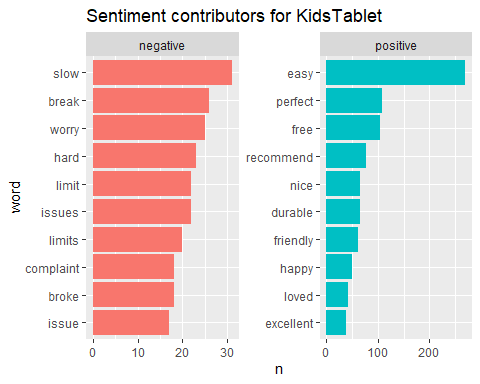 Sentiment contributors for KidsTablet
negative
positive
word
slow
break
worry
hard
limit
issues
limits
complaint
broke
issue
easy
perfect
free
recommend
nice
durable
friendly
happy
loved
excellent
0 10 20 30
0 100 200
n